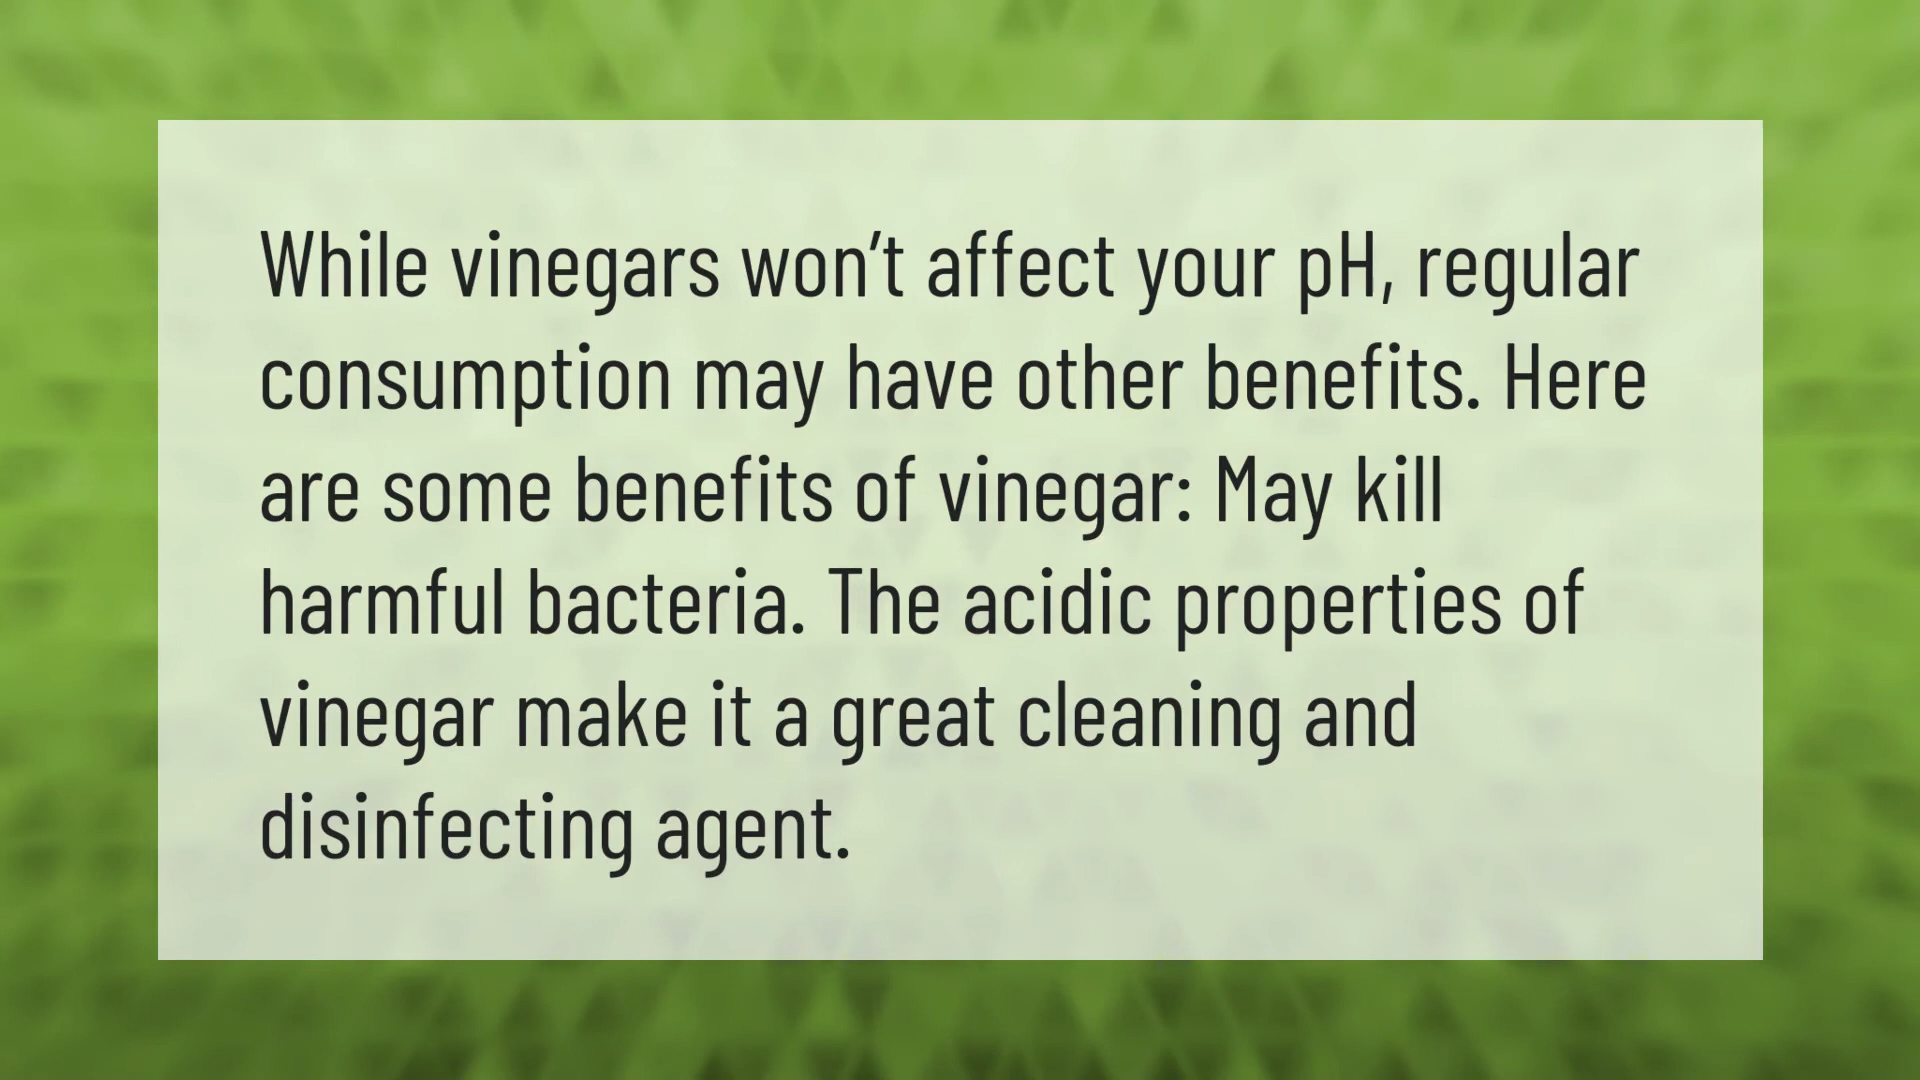 While vinegars won’t affect your pH, regular
consumption may have other benefits. Here
are some benefits of vinegar: May kill
harmful bacteria. The acidic properties of
vinegar make it a great cleaning and
disinfecting agent.